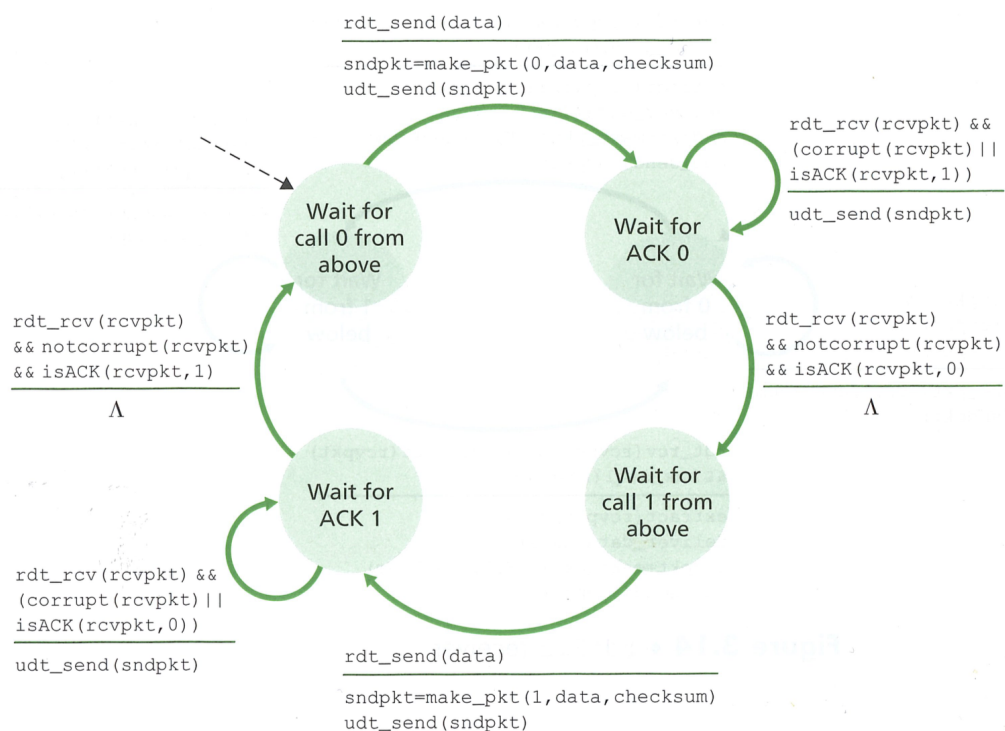 rdt_send(data)
sndpkt=make_pkt(0,data,checksum)
udt_send(sndpkt)
rdt_rcv(rcvpkt) &&
(corrupt(rcvpkt)||
isACK(rcvpkt,1))
udt_send(sndpkt)
Wait for
call 0 from
above
Wait for
ACK 0
rdt_rcv(rcvpkt)
&& notcorrupt(rcvpkt)
&& isACK(rcvpkt,1)
Λ
rdt_rcv(rcvpkt)
&& notcorrupt(rcvpkt)
&& isACK(rcvpkt,0)
Λ
Wait for
ACK 1
Wait for
call 1 from
above
rdt_rcv(rcvpkt) &&
(corrupt(rcvpkt)||
isACK(rcvpkt,0))
udt_send(sndpkt)
rdt_send(data)
sndpkt=make_pkt(1,data,checksum)
udt_send(sndpkt)